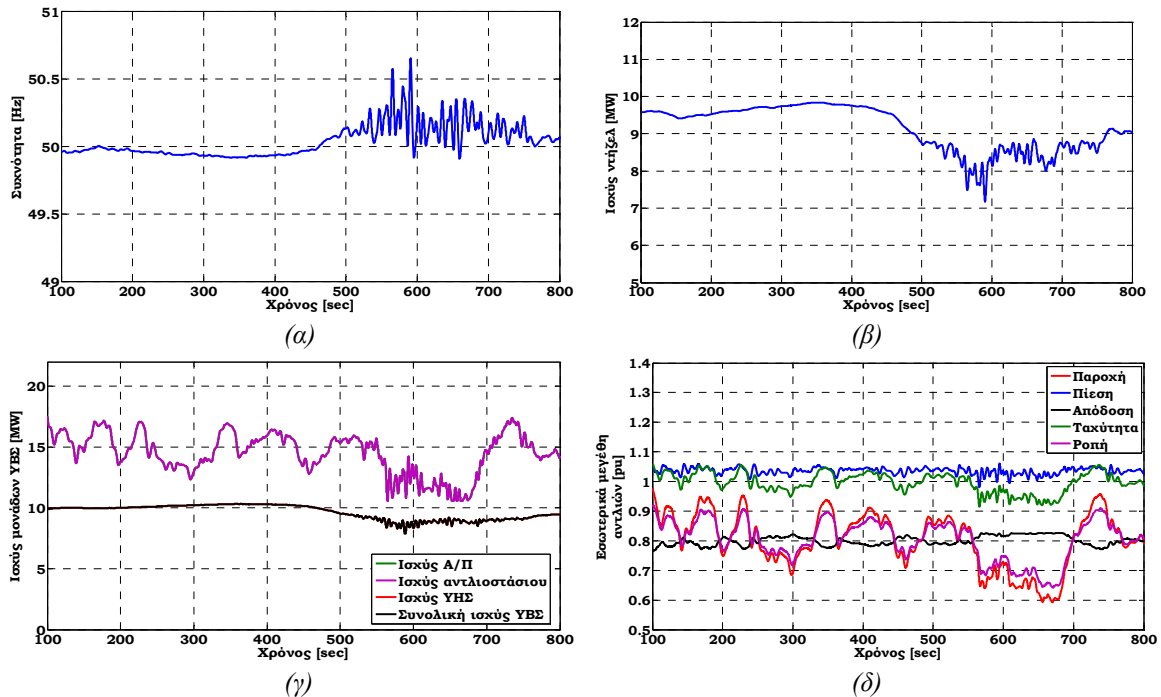 51
50.5
50
49.5
49
100 200 300 400 500 600 700 800
Συχνότητα [Hz]
Χρόνος [sec]
(α)
12
11
10
9
8
7
6
5
100 200 300 400 500 600 700 800
Ισχύς ντήζελ [MW]
Χρόνος [sec]
(β)
20
15
10
5
0
100 200 300 400 500 600 700 800
Ισχύς μονάδων ΥΒΣ [MW]
Χρόνος [sec]
Ισχύς Α/Π
Ισχύς αντλιοστάσιου
Ισχύς ΥΗΣ
Συνολική ισχύς ΥΒΣ
(γ)
1.4
1.3
1.2
1.1
1
0.9
0.8
0.7
0.6
0.5
100 200 300 400 500 600 700 800
Εσωτερικά μεγέθη
αντλιών [pu]
Χρόνος [sec]
Παροχή
Πίεση
Απόδοση
Ταχύτητα
Ροπή
(δ)